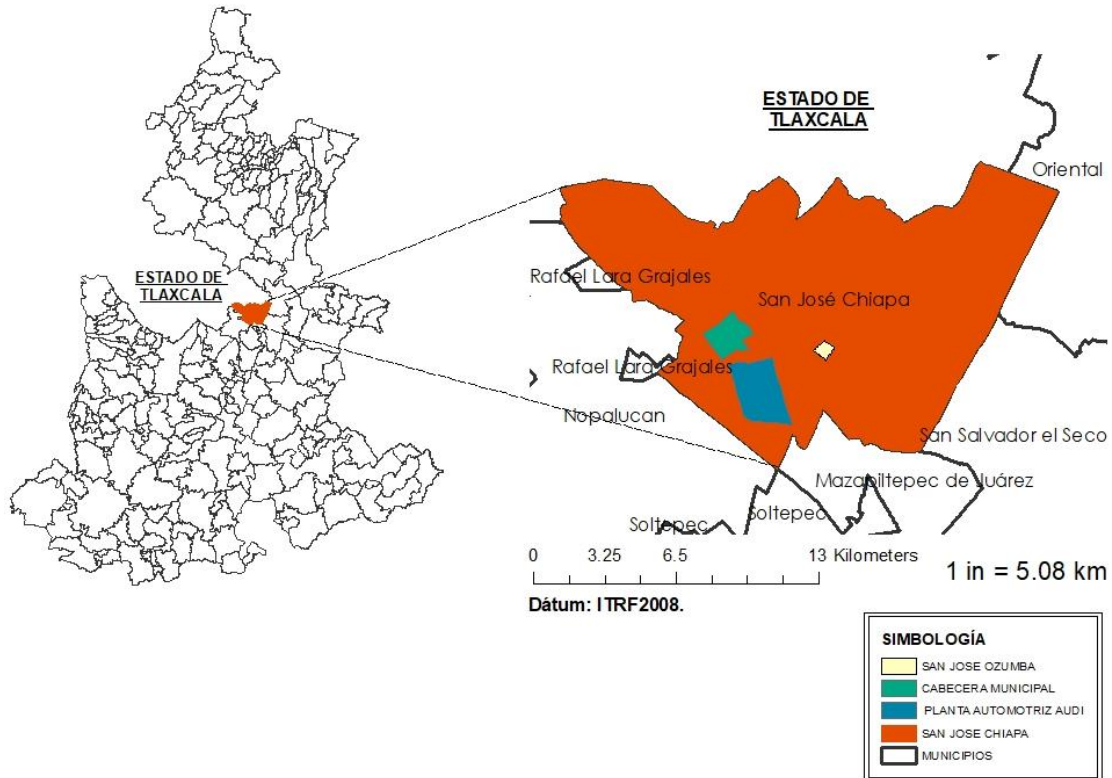 ESTADO DE
TLAXCALA
ESTADO DE
TLAXCALA
Oriental
Rafael Lara Grajales
San José Chiapa
Rafael Lara Grajales
Nopalucan
San Salvador el Seco
Mazapiltepec de Juárez
Soltepec
Soltepec
0 3.25 6.5 13 Kilometers
1 in = 5.08 km
Dátum: ITRF2008.
SIMBOLOGÍA
SAN JOSE OZUMBA
CABECERA MUNICIPAL
PLANTA AUTOMOTRIZ AUDI
SAN JOSE CHIAPA
MUNICIPIOS